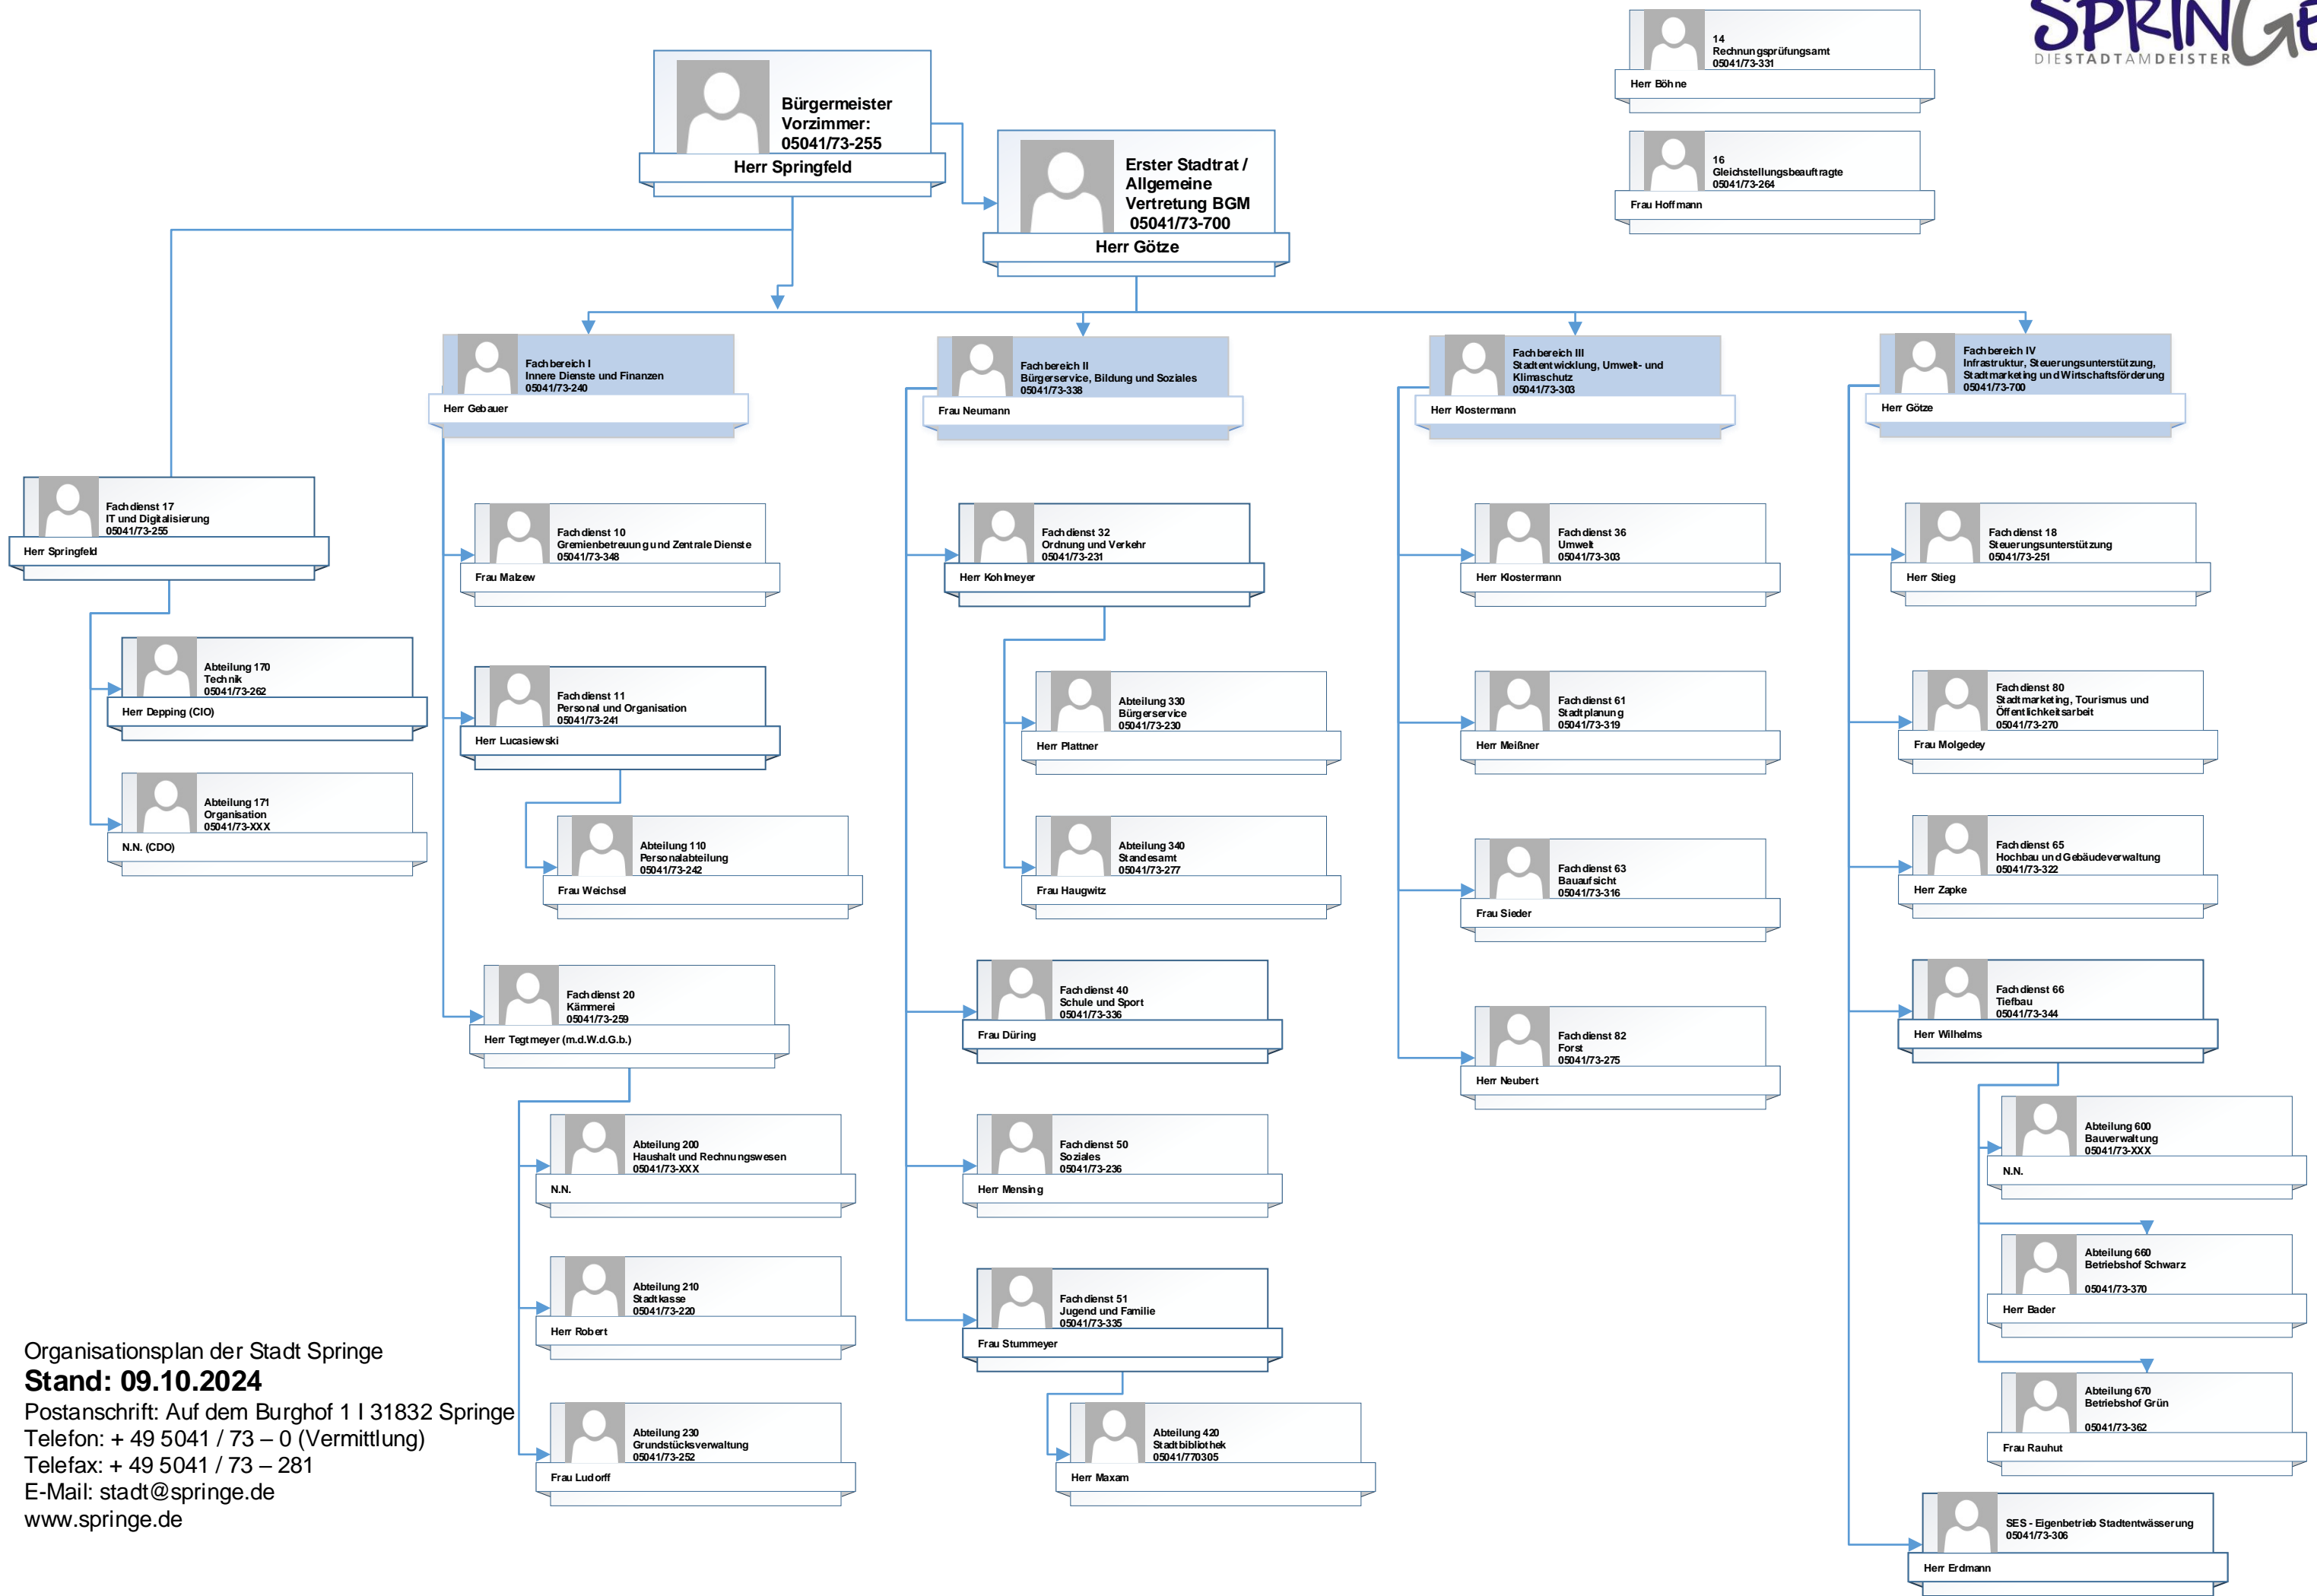 SPRINGE
DIESTADTAMDEISTER
14
Rechnungsprüfungsamt
05041/73-331
Herr Böhne
16
Gleichstellungsbeauftragte
05041/73-264
Frau Hoffmann
Bürgermeister
Vorzimmer:
05041/73-255
Herr Springfeld
Erster Stadtrat /
Allgemeine
Vertretung BGM
05041/73-700
Herr Götze
Fachdienst 17
IT und Digitalisierung
05041/73-255
Herr Springfeld
Abteilung 170
Technik
05041/73-262
Herr Depping (CIO)
Abteilung 171
Organisation
05041/73-XXX
N.N. (CDO)
Fachbereich I
Innere Dienste und Finanzen
05041/73-240
Herr Gebauer
Fachdienst 10
Gremienbetreuung und Zentrale Dienste
05041/73-348
Frau Malzew
Fachdienst 11
Personal und Organisation
05041/73-241
Herr Lucasiewski
Abteilung 110
Personalabteilung
05041/73-242
Frau Weichsel
Fachdienst 20
Kämmerei
05041/73-259
Herr Tegtmeyer (m.d.W.d.G.b.)
Abteilung 200
Haushalt und Rechnungswesen
05041/73-XXX
N.N.
Abteilung 210
Stadtkasse
05041/73-220
Herr Robert
Abteilung 230
Grundstücksverwaltung
05041/73-252
Frau Ludorff
Fachbereich II
Bürgerservice, Bildung und Soziales
05041/73-338
Frau Neumann
Fachdienst 32
Ordnung und Verkehr
05041/73-231
Herr Kohlmeyer
Abteilung 330
Bürgerservice
05041/73-230
Herr Plattner
Abteilung 340
Standesamt
05041/73-277
Frau Haugwitz
Fachdienst 40
Schule und Sport
05041/73-336
Frau Düring
Fachdienst 50
Soziales
05041/73-236
Herr Mensing
Fachdienst 51
Jugend und Familie
05041/73-335
Frau Stummeyer
Abteilung 420
Stadtbibliothek
05041/770305
Herr Maxam
Fachbereich III
Stadtentwicklung, Umwelt- und
Klimaschutz
05041/73-303
Herr Klostermann
Fachdienst 36
Umwelt
05041/73-303
Herr Klostermann
Fachdienst 61
Stadtplanung
05041/73-319
Herr Meißner
Fachdienst 63
Bauaufsicht
05041/73-316
Frau Sieder
Fachdienst 82
Forst
05041/73-275
Herr Neubert
Fachbereich IV
Infrastruktur, Steuerungsunterstützung,
Stadtmarketing und Wirtschaftsförderung
05041/73-700
Herr Götze
Fachdienst 18
Steuerungsunterstützung
05041/73-251
Herr Stieg
Fachdienst 80
Stadtmarketing, Tourismus und
Öffentlichkeitsarbeit
05041/73-270
Frau Molgedey
Fachdienst 65
Hochbau und Gebäudeverwaltung
05041/73-322
Herr Zapke
Fachdienst 66
Tiefbau
05041/73-344
Herr Wilhelms
Abteilung 600
Bauverwaltung
05041/73-XXX
N.N.
Abteilung 660
Betriebshof Schwarz
05041/73-370
Herr Bader
Abteilung 670
Betriebshof Grün
05041/73-362
Frau Rauhut
SES - Eigenbetrieb Stadtentwässerung
05041/73-306
Herr Erdmann
Organisationsplan der Stadt Springe
Stand: 09.10.2024
Postanschrift: Auf dem Burghof 1 I 31832 Springe
Telefon: + 49 5041 / 73 – 0 (Vermittlung)
Telefax: + 49 5041 / 73 – 281
E-Mail: stadt@springe.de
www.springe.de